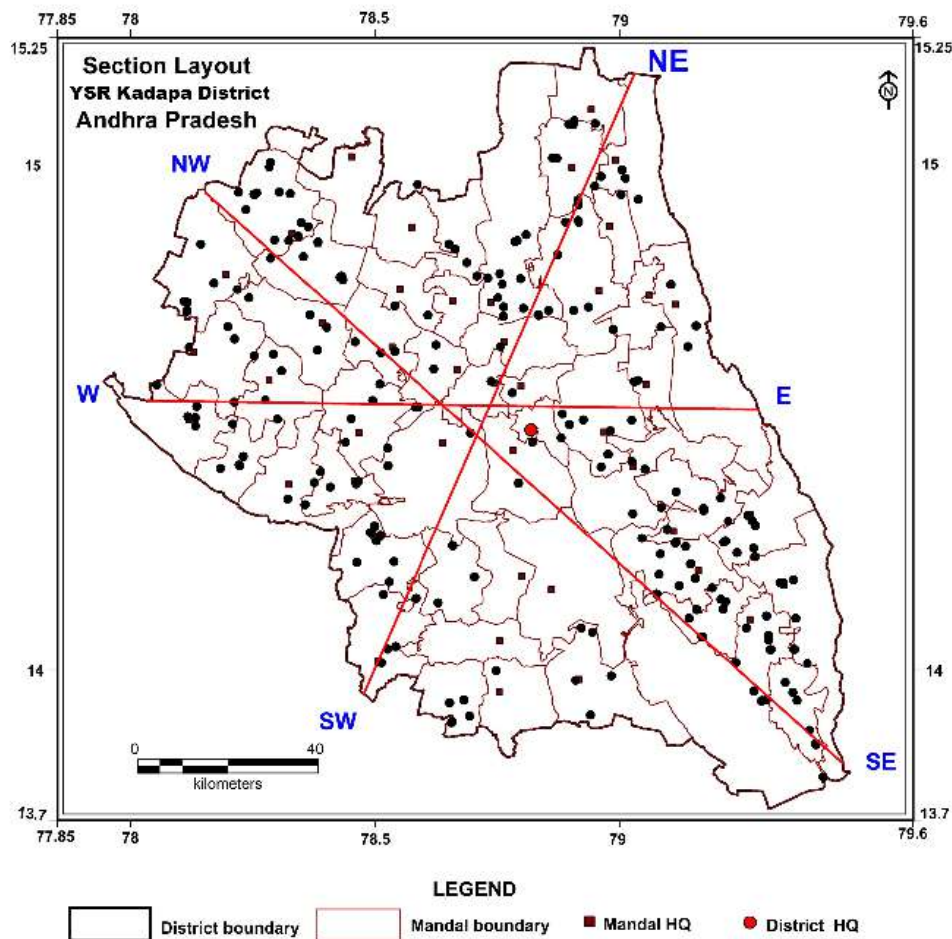 77.85 78 78.5 79 79.6
15.25 15.25
Section Layout
YSR Kadapa District
Andhra Pradesh
NE
N
15 15
NW
W E
14 14
SW
SE
0 40
kilometers
13.7 13.7
77.85 78 78.5 79 79.6
LEGEND
District boundary Mandal boundary Mandal HQ District HQ